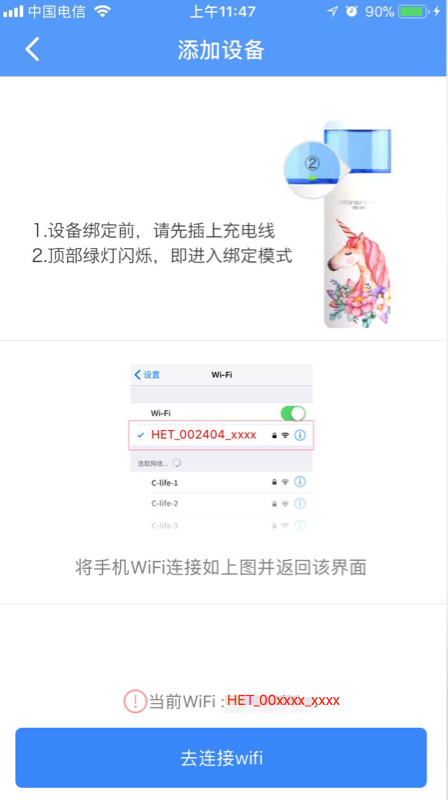 中国电信
上午11:47
90%
添加设备
②
1.设备绑定前，请先插上充电线
2.顶部绿灯闪烁，即进入绑定模式
设置
Wi-Fi
Wi-Fi
HET_002404_xxxx
选取网络...
C-life-1
C-life-2
C-life-3
将手机WiFi连接如上图并返回该界面
当前WiFi : HET_00xxxx_xxxx
去连接wifi